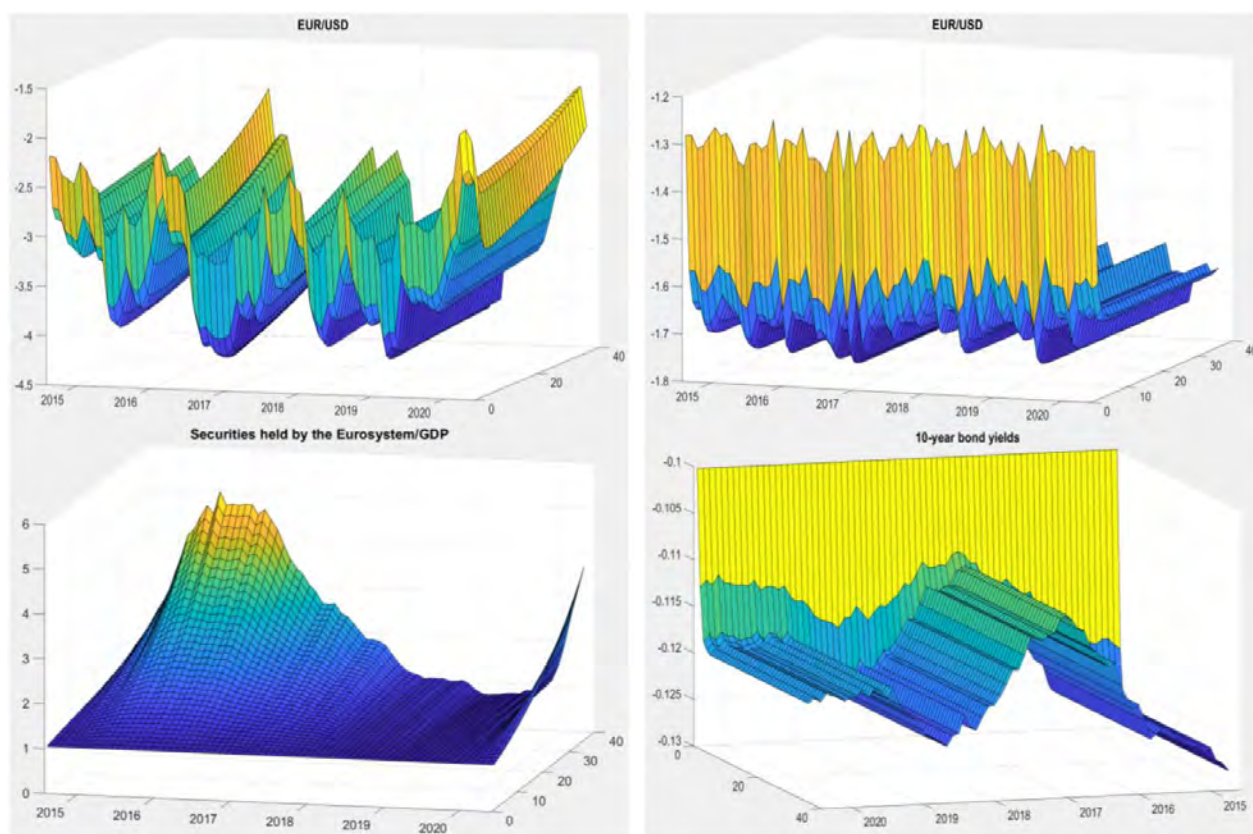 EUR/USD
-1.5
-2
-2.5
-3
-3.5
-4
-4.5
2015 2016 2017 2018 2019 2020
0 20 40
EUR/USD
-1.2
-1.3
-1.4
-1.5
-1.6
-1.7
-1.8
2015 2016 2017 2018 2019 2020
0 10 20 30 40
Securities held by the Eurosystem/GDP
6
5
4
3
2
1
0
2015 2016 2017 2018 2019 2020
0 10 20 30 40
10-year bond yields
-0.1
-0.105
-0.11
-0.115
-0.12
-0.125
-0.13
0 20 40
2020 2019 2018 2017 2016 2015